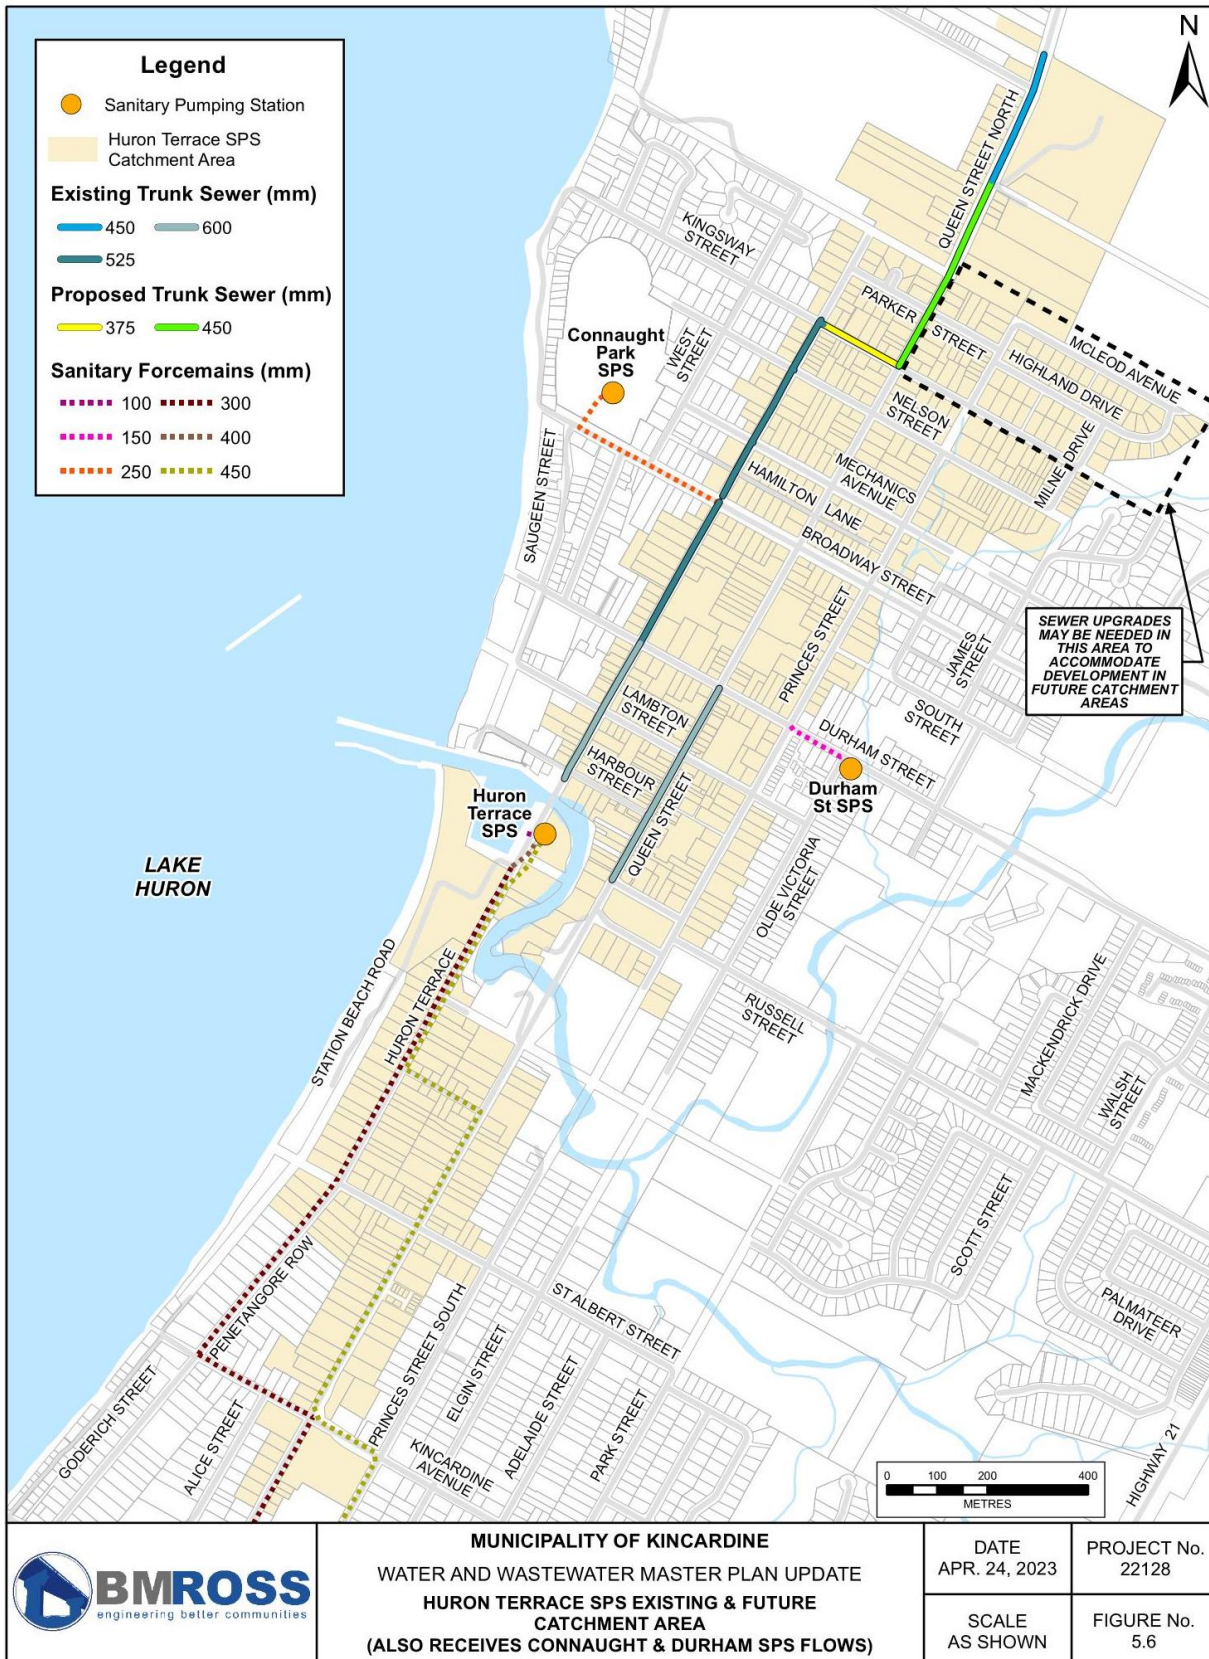 Legend
Sanitary Pumping Station
Huron Terrace SPS
Catchment Area
Existing Trunk Sewer (mm)
450 600
525
Proposed Trunk Sewer (mm)
375 450
Sanitary Forcemains (mm)
100 300
150 400
250 450
N
QUEEN STREET NORTH
KINGSWAY
STREET
PARKER
STREET
MCLEOD AVENUE
HIGHLAND DRIVE
Connaught
Park
SPS
WEST
STREET
NELSON
STREET
MILNE DRIVE
SAUGEEN STREET
MECHANICS
AVENUE
HAMILTON
LANE
BROADWAY STREET
PRINCES STREET
JAMES
STREET
SEWER UPGRADES
MAY BE NEEDED IN
THIS AREA TO
ACCOMMODATE
DEVELOPMENT IN
FUTURE CATCHMENT
AREAS
SOUTH
STREET
LAMBTON
STREET
DURHAM STREET
HARBOUR
STREET
Durham
St SPS
Huron
Terrace
SPS
QUEEN STREET
OLDE VICTORIA
STREET
LAKE
HURON
STATION BEACH ROAD
HURON TERRACE
RUSSELL
STREET
MACKENDRICK DRIVE
WALSH
STREET
SCOTT STREET
PENETANGORE ROW
PRINCES STREET SOUTH
ST ALBERT STREET
PALMATEER
DRIVE
ELGIN STREET
ADELAIDE STREET
PARK STREET
GODERICH STREET
ALICE STREET
KINCARDINE
AVENUE
HIGHWAY 21
0 100 200 400
METRES
BMROSS
engineering better communities
MUNICIPALITY OF KINCARDINE
WATER AND WASTEWATER MASTER PLAN UPDATE
HURON TERRACE SPS EXISTING & FUTURE
CATCHMENT AREA
(ALSO RECEIVES CONNAUGHT & DURHAM SPS FLOWS)
DATE
APR. 24, 2023
PROJECT No.
22128
SCALE
AS SHOWN
FIGURE No.
5.6